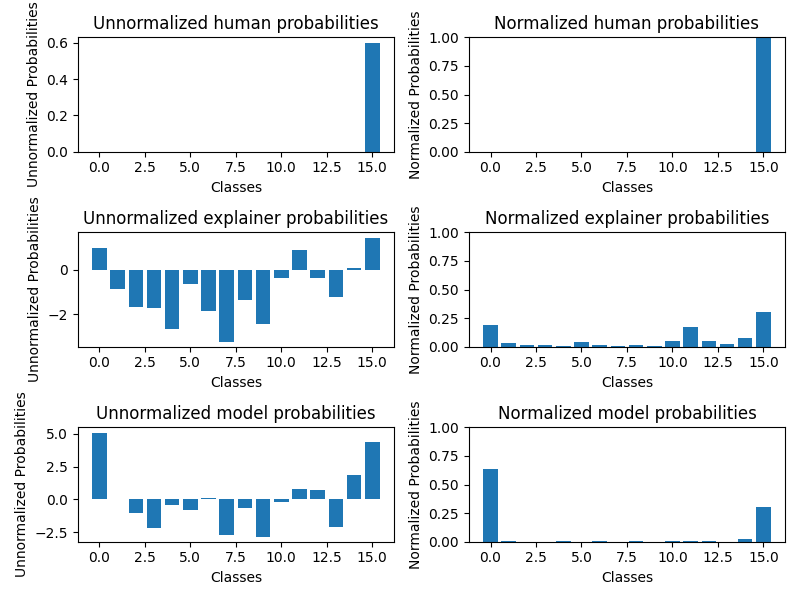 Unnormalized human probabilities
Unnormalized Probabilities
0.6
0.4
0.2
0.0
0.0 2.5 5.0 7.5 10.0 12.5 15.0
Classes
Normalized human probabilities
Normalized Probabilities
1.00
0.75
0.50
0.25
0.00
0.0 2.5 5.0 7.5 10.0 12.5 15.0
Classes
Unnormalized explainer probabilities
Unnormalized Probabilities
0
−2
0.0 2.5 5.0 7.5 10.0 12.5 15.0
Classes
Normalized explainer probabilities
Normalized Probabilities
1.00
0.75
0.50
0.25
0.00
0.0 2.5 5.0 7.5 10.0 12.5 15.0
Classes
Unnormalized model probabilities
Unnormalized Probabilities
5.0
2.5
0.0
−2.5
0.0 2.5 5.0 7.5 10.0 12.5 15.0
Classes
Normalized model probabilities
Normalized Probabilities
1.00
0.75
0.50
0.25
0.00
0.0 2.5 5.0 7.5 10.0 12.5 15.0
Classes